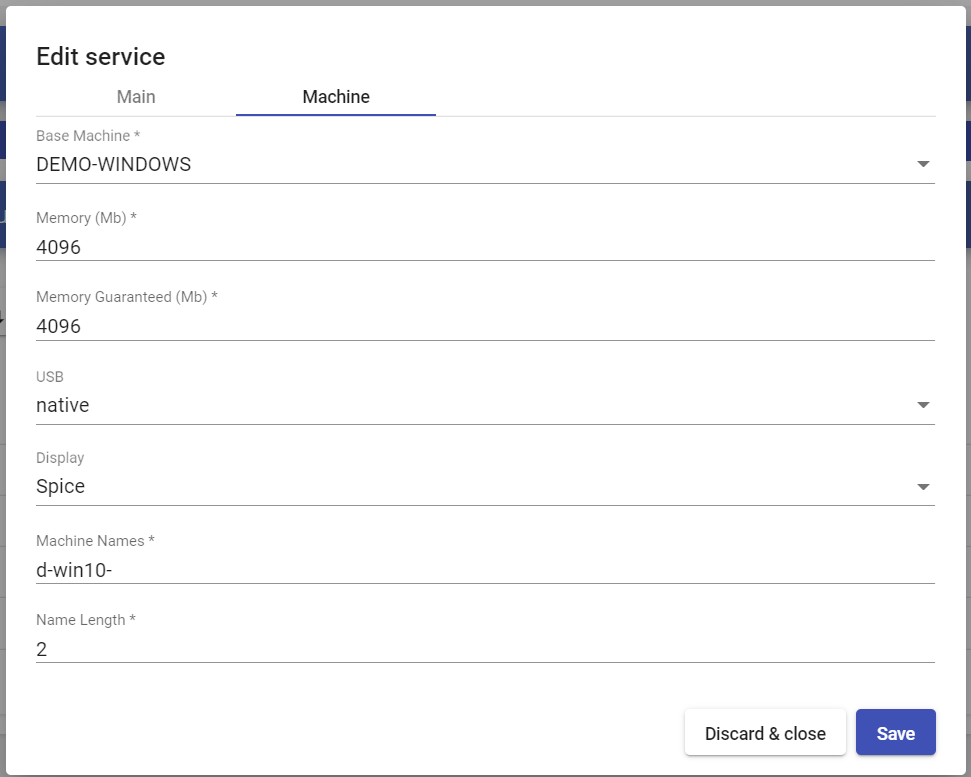 Edit service
Main Machine
Base Machine *
DEMO-WINDOWS
Memory (Mb) *
4096
Memory Guaranteed (Mb) *
4096
USB
native
Display
Spice
Machine Names *
d-win10-
Name Length *
2
Discard & close Save